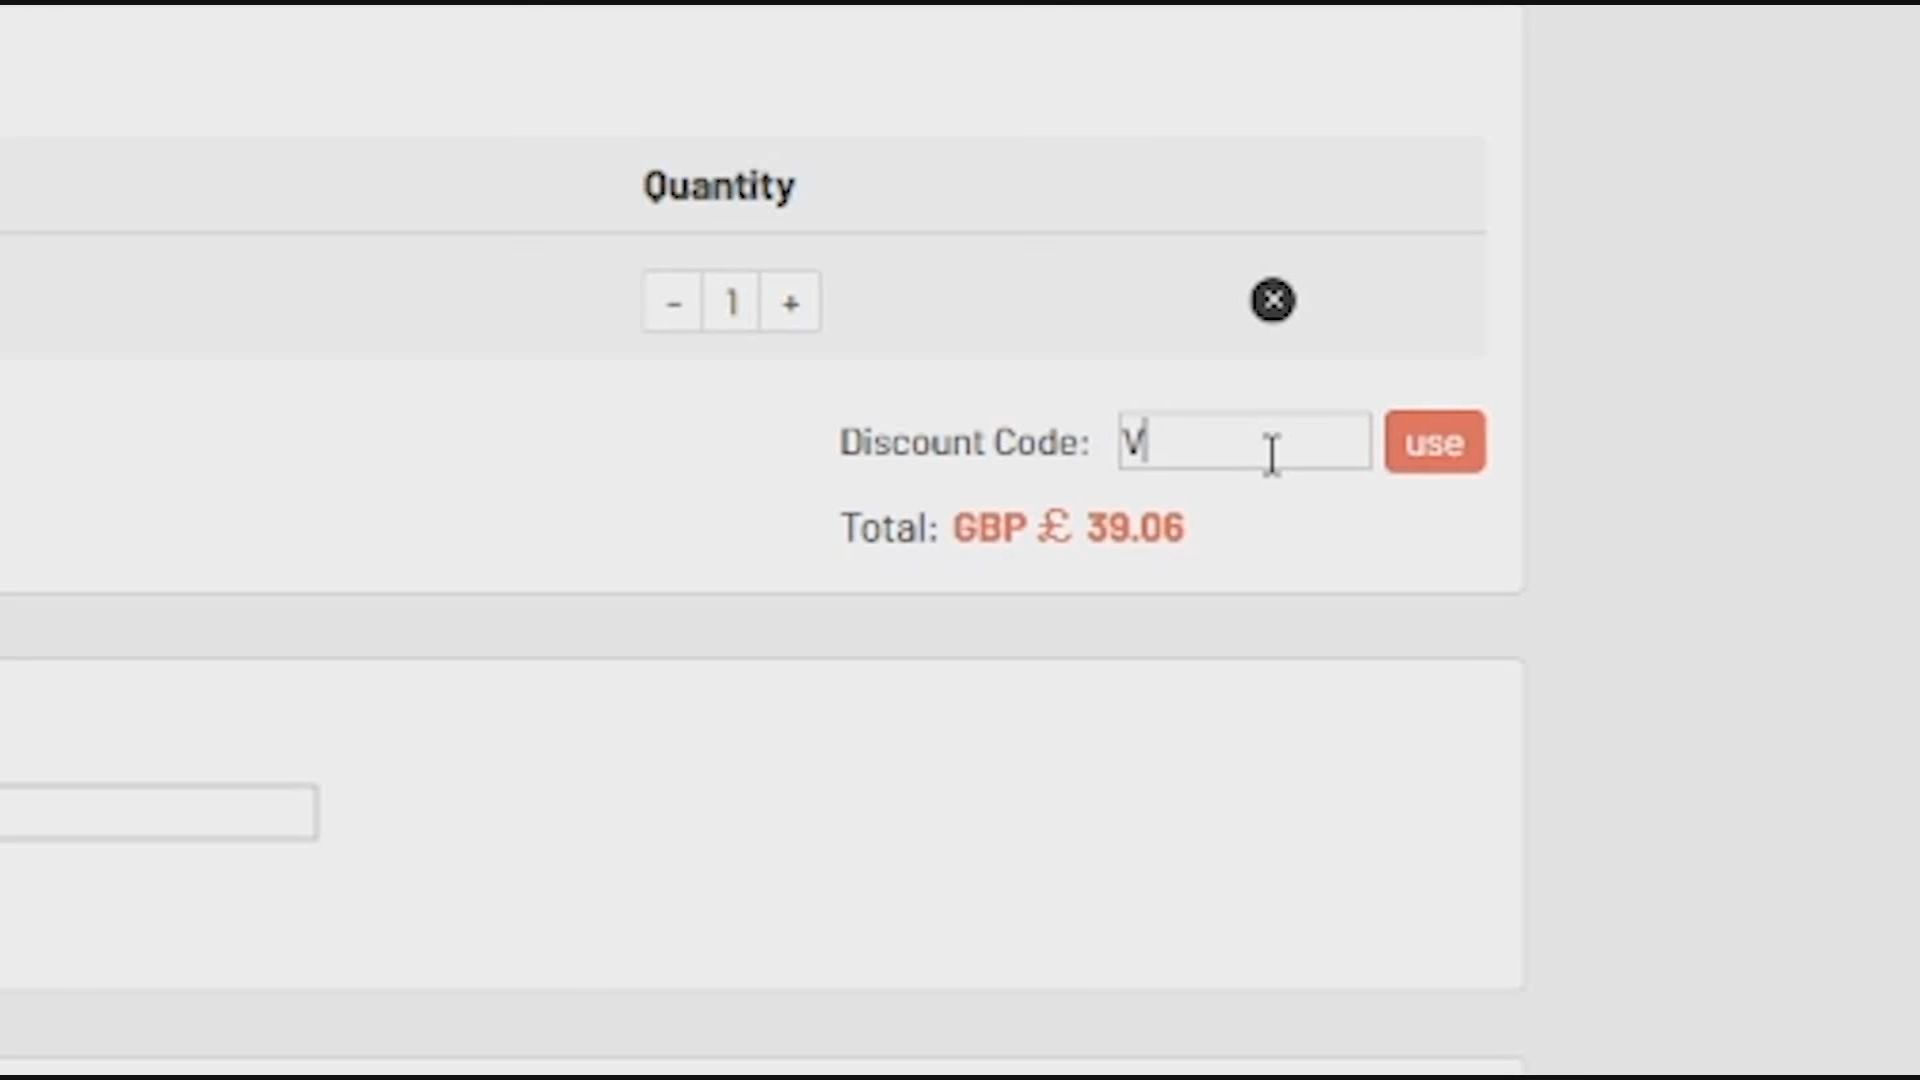 Quantity
- 1 +
Discount Code: V use
Total: GBP £ 39.06